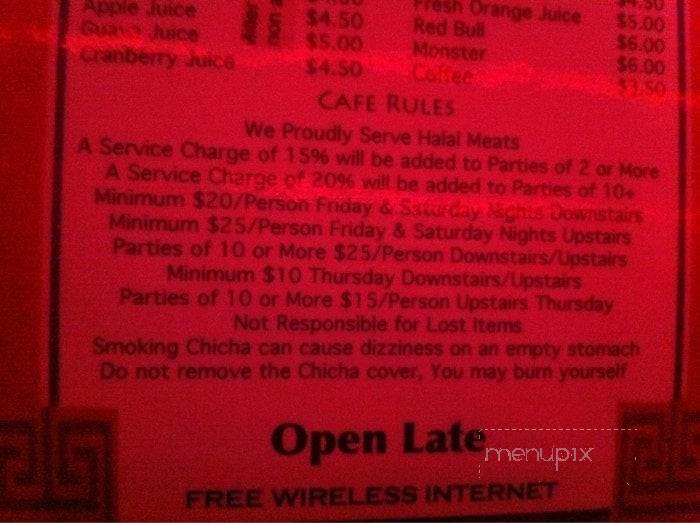 Apple Juice
$4.50
Guava Juice
$5.00
Cranberry Juice
$4.50
Fresh Orange Juice
$5.00
Red Bull
$6.00
Monster
$6.00
Coffee
$3.50
CAFE RULES
We Proudly Serve Halal Meats
A Service Charge of 15% will be added to Parties of 2 or More
A Service Charge of 20% will be added to Parties of 10+
Minimum $20/Person Friday & Saturday Nights Downstairs
Minimum $25/Person Friday & Saturday Nights Upstairs
Parties of 10 or More $25/Person Downstairs/Upstairs
Minimum $10 Thursday Downstairs/Upstairs
Parties of 10 or More $15/Person Upstairs Thursday
Not Responsible for Lost Items
Smoking Chicha can cause dizziness on an empty stomach
Do not remove the Chicha cover, You may burn yourself
Open Late
menupix
FREE WIRELESS INTERNET